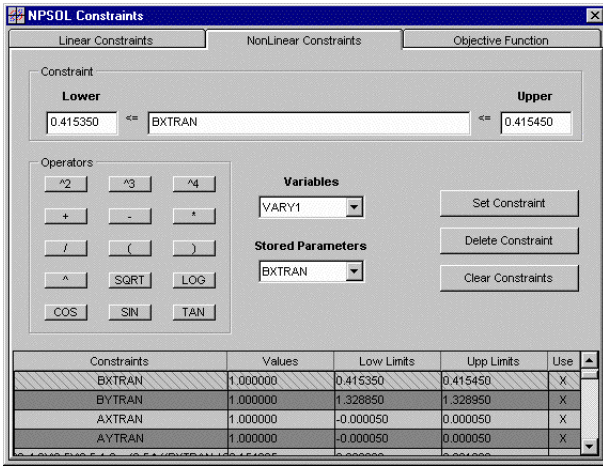 NPSOL Constraints
Linear Constraints NonLinear Constraints Objective Function
Constraint
Lower Upper
0.415350 <= BXTRAN <= 0.415450
Operators
^2 ^3 ^4
+ - *
/ ( )
^ SQRT LOG
COS SIN TAN
Variables
VARY1
Stored Parameters
BXTRAN
Set Constraint
Delete Constraint
Clear Constraints
Constraints Values Low Limits Upp Limits Use
BXTRAN 1.000000 0.415350 0.415450 X
BYTRAN 1.000000 1.328850 1.328950 X
AXTRAN 1.000000 -0.000050 0.000050 X
AYTRAN 1.000000 -0.000050 0.000050 X